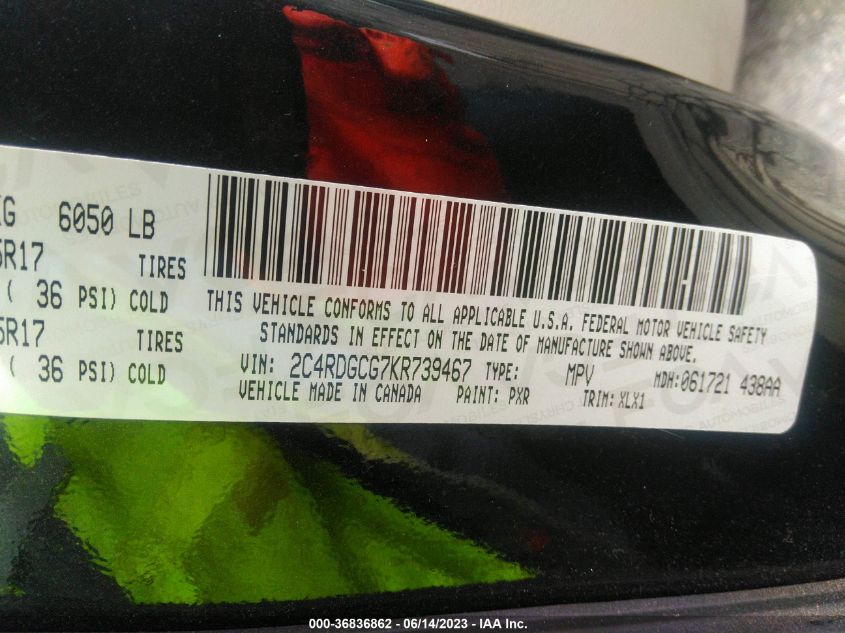 KG 6050 LB
5R17 TIRES
( 36 PSI) COLD
5R17 TIRES
( 36 PSI) COLD
THIS VEHICLE CONFORMS TO ALL APPLICABLE U.S.A. FEDERAL MOTOR VEHICLE SAFETY
STANDARDS IN EFFECT ON THE DATE OF MANUFACTURE SHOWN ABOVE.
VIN: 2C4RDGCG7KR739467 TYPE: MPV MDH:061721 438AA
VEHICLE MADE IN CANADA PAINT: PXR TRIM:XLX1
000-36836862 / 06/14/2023 - IAA Inc.